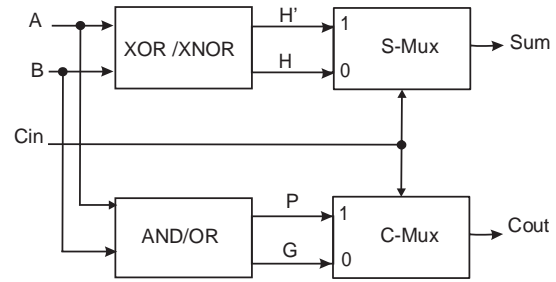 A
B
Cin
XOR /XNOR
H'
H
1
0
S-Mux
Sum
AND/OR
P
G
1
0
C-Mux
Cout